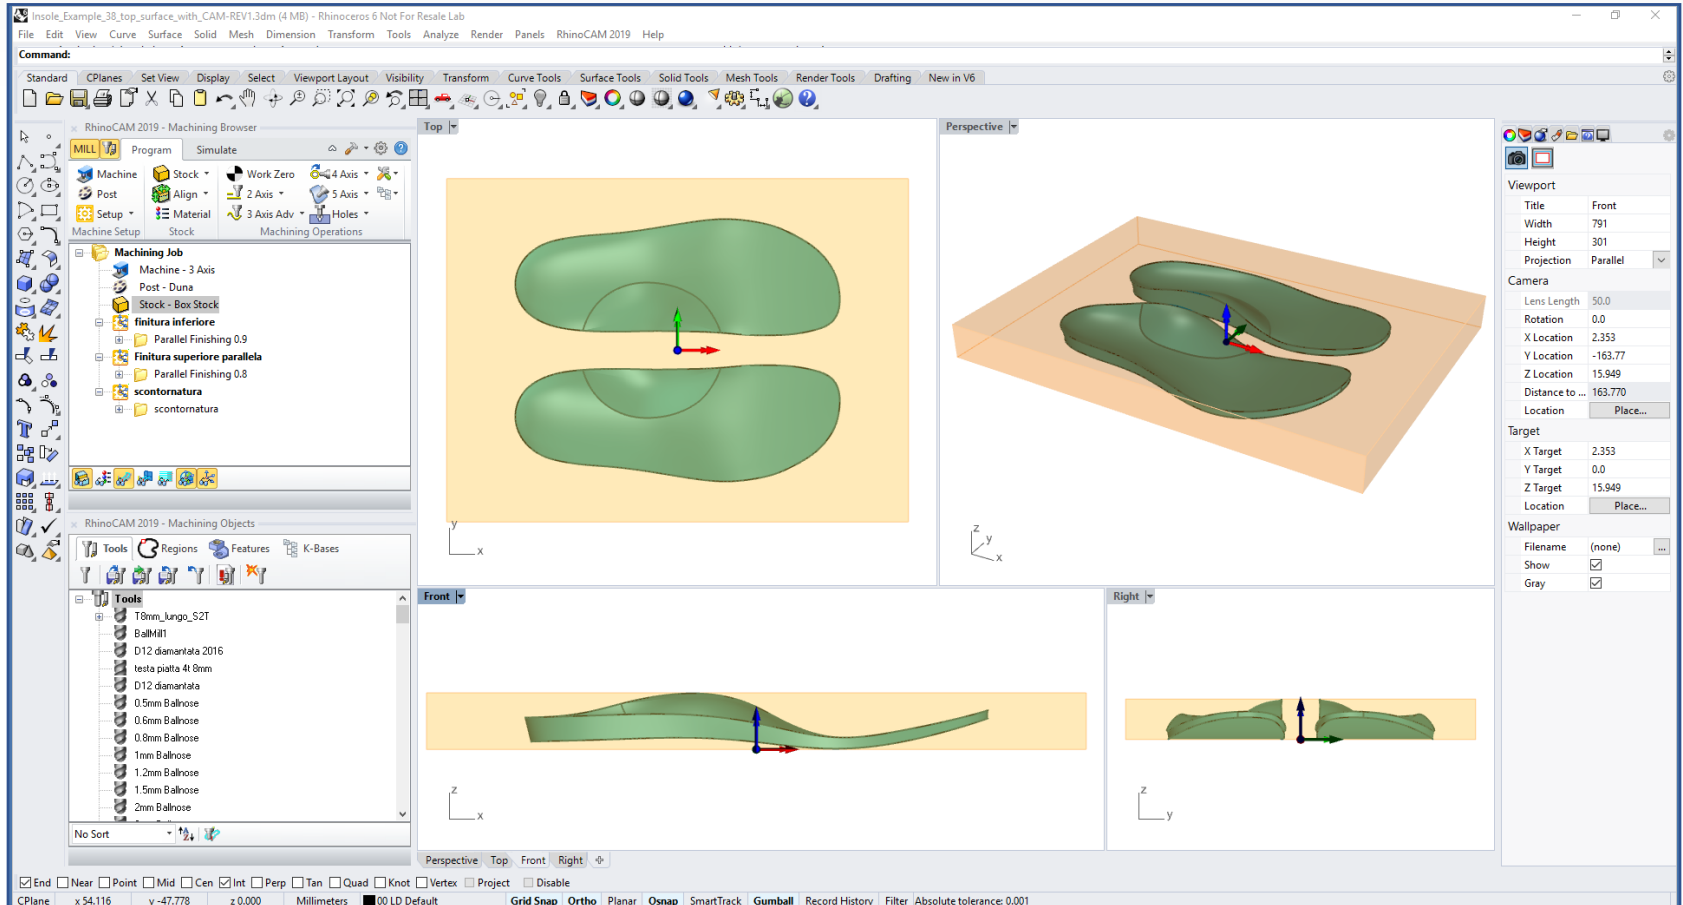 Insole_Example_38_top_surface_with_CAM-REV1.3dm (4 MB) - Rhinoceros 6 Not For Resale Lab
File Edit View Curve Surface Solid Mesh Dimension Transform Tools Analyze Render Panels RhinoCAM 2019 Help
Command:
Standard CPlanes Set View Display Select Viewport Layout Visibility Transform Curve Tools Surface Tools Solid Tools Mesh Tools Render Tools Drafting New in V6
RhinoCAM 2019 - Machining Browser
MILL Program Simulate
Machine Stock Work Zero 4 Axis
Post Align 2 Axis 5 Axis
Setup Material 3 Axis Adv Holes
Machine Setup Stock Machining Operations
Machining Job
Machine - 3 Axis
Post - Duna
Stock - Box Stock
finitura inferiore
Parallel Finishing 0.9
Finitura superiore parallela
Parallel Finishing 0.8
scontornatura
scontornatura
RhinoCAM 2019 - Machining Objects
Tools Regions Features K-Bases
Tools
T8mm_lungo_S2T
BallMill1
D12 diamantata 2016
testa piatta 4t 8mm
D12 diamantata
0.5mm Ballnose
0.6mm Ballnose
0.8mm Ballnose
1mm Ballnose
1.2mm Ballnose
1.5mm Ballnose
2mm Ballnose
No Sort
Top
y
x
Perspective
z
y
x
Front
z
x
Right
z
y
Perspective Top Front Right
Viewport
Title Front
Width 791
Height 301
Projection Parallel
Camera
Lens Length 50.0
Rotation 0.0
X Location 2.353
Y Location -163.77
Z Location 15.949
Distance to ... 163.770
Location Place...
Target
X Target 2.353
Y Target 0.0
Z Target 15.949
Location Place...
Wallpaper
Filename (none) ...
Show
Gray
End Near Point Mid Cen Int Perp Tan Quad Knot Vertex Project Disable
CPlane x 54.116 y -47.778 z 0.000 Millimeters 00 LD Default Grid Snap Ortho Planar Osnap SmartTrack Gumball Record History Filter Absolute tolerance: 0.001